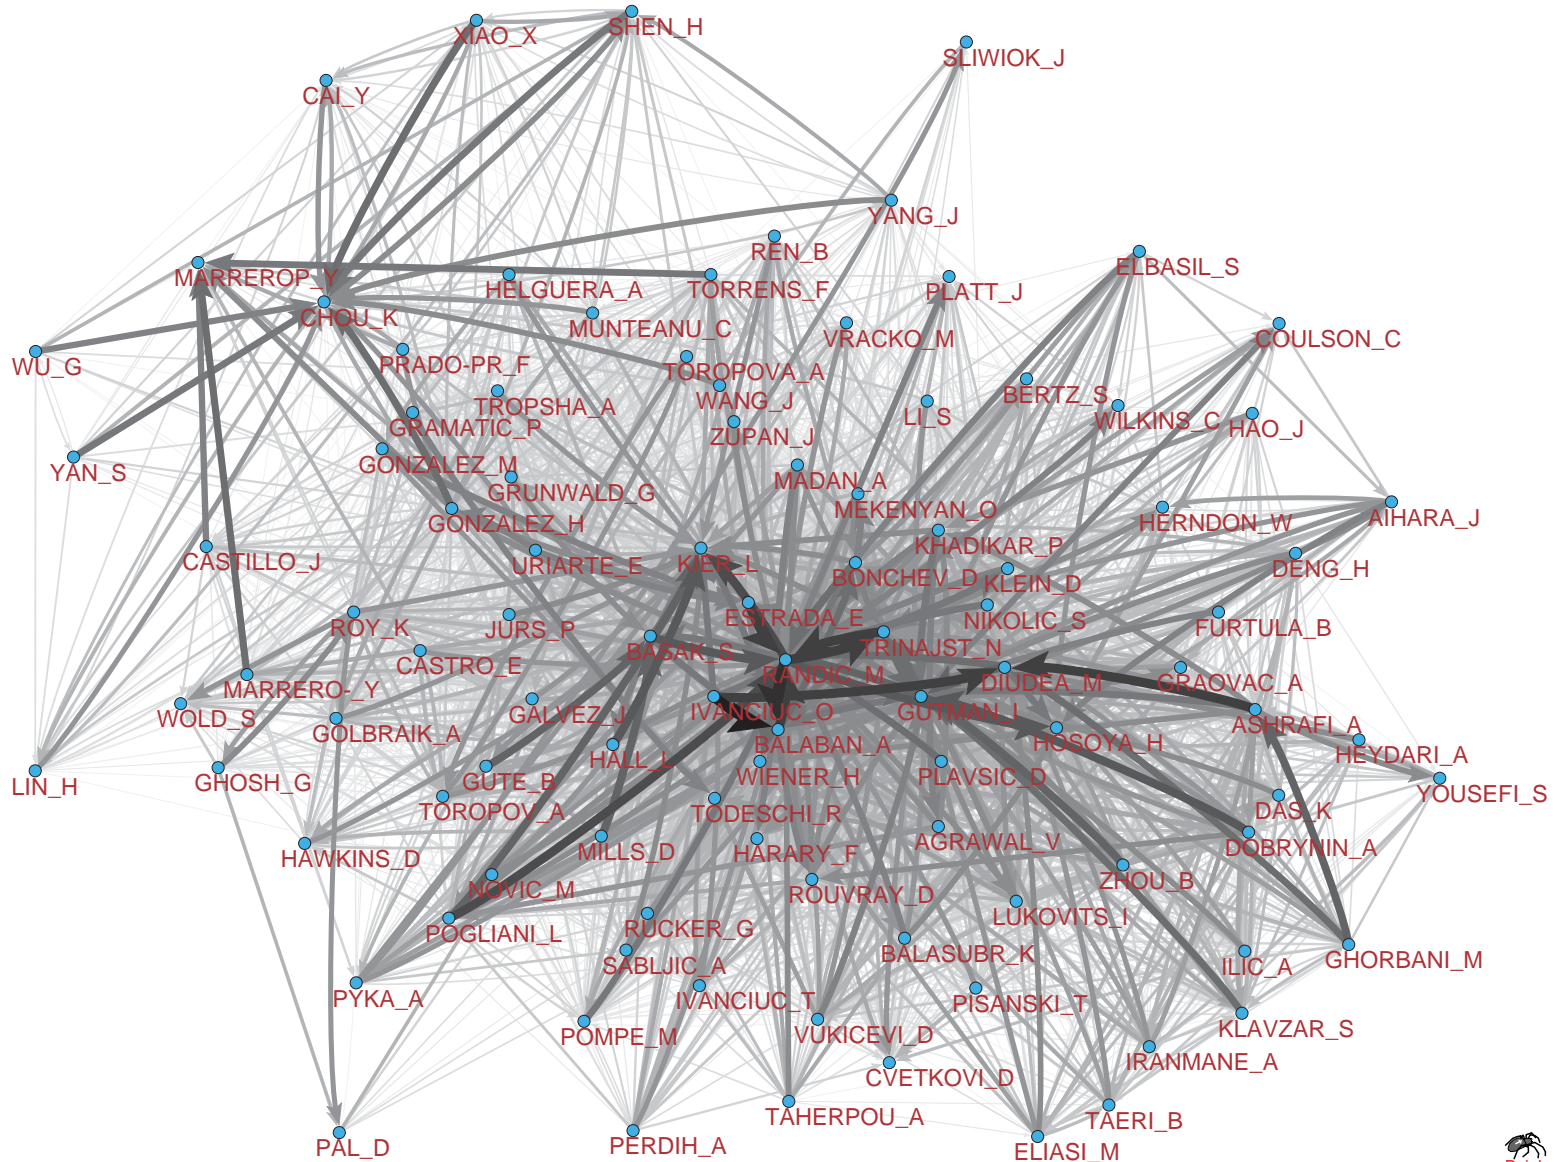 XIAO_X
SHEN_H
SLIWIOK_J
CAI_Y
YANG_J
REN_B
ELBASIL_S
MARREROP_Y
HELGUERA_A
TORRENS_F
PLATT_J
CHOU_K
MUNTEANU_C
VRACKO_M
COULSON_C
WU_G
PRADO-PR_F
TOROPOVA_A
TROPSHA_A
WANG_J
BERTZ_S
LI_S
WILKINS_C
GRAMATIC_P
ZUPAN_J
HAO_J
YAN_S
GONZALEZ_M
GRUNWALD_G
MADAN_A
MEKENYAN_O
GONZALEZ_H
HERNDON_W
AIHARA_J
CASTILLO_J
URIARTE_E
KIER_L
KHADIKAR_P
BONCHEV_D
KLEIN_D
DENG_H
ROY_K
JURS_P
ESTRADA_E
NIKOLIC_S
FURTULA_B
BASAK_S
TRINAJST_N
CASTRO_E
RANDIC_M
DIUDEA_M
GRAOVAC_A
MARRERO-_Y
WOLD_S
GALVEZ_J
IVANCIUC_O
GUTMAN_I
ASHRAFI_A
GOLBRAIK_A
BALABAN_A
HOSOYA_H
HEYDARI_A
LIN_H
GHOSH_G
GUTE_B
HALL_L
WIENER_H
PLAVSIC_D
YOUSEFI_S
TOROPOV_A
TODESCHI_R
DAS_K
HAWKINS_D
MILLS_D
HARARY_F
AGRAWAL_V
DOBRYNIN_A
NOVIC_M
ROUVRAY_D
ZHOU_B
POGLIANI_L
RUCKER_G
LUKOVITS_I
SABLJIC_A
BALASUBR_K
ILIC_A
GHORBANI_M
PYKA_A
IVANCIUC_T
PISANSKI_T
POMPE_M
VUKICEVI_D
KLAVZAR_S
CVETKOVI_D
IRANMANE_A
TAHERPOU_A
TAERI_B
PAL_D
PERDIH_A
ELIASI_M